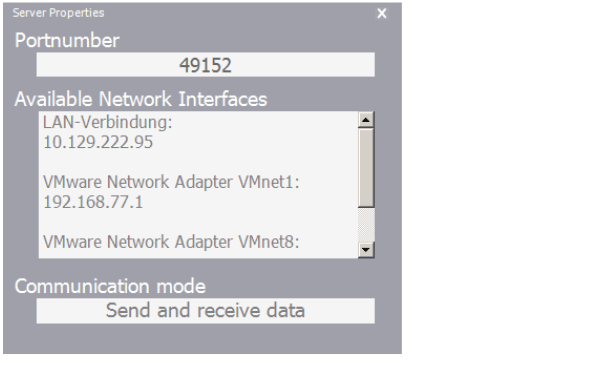 Server Properties x
Portnumber
49152
Available Network Interfaces
LAN-Verbindung:
10.129.222.95
VMware Network Adapter VMnet1:
192.168.77.1
VMware Network Adapter VMnet8:
Communication mode
Send and receive data